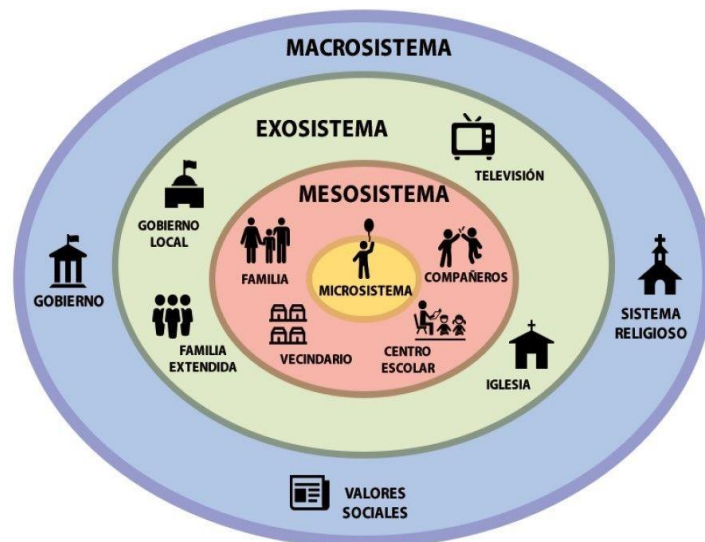 MACROSISTEMA
EXOSISTEMA
TELEVISIÓN
MESOSISTEMA
GOBIERNO
LOCAL
FAMILIA
COMPAÑEROS
MICROSISTEMA
GOBIERNO
SISTEMA
RELIGIOSO
FAMILIA
EXTENDIDA
VECINDARIO
CENTRO
ESCOLAR
IGLESIA
VALORES
SOCIALES